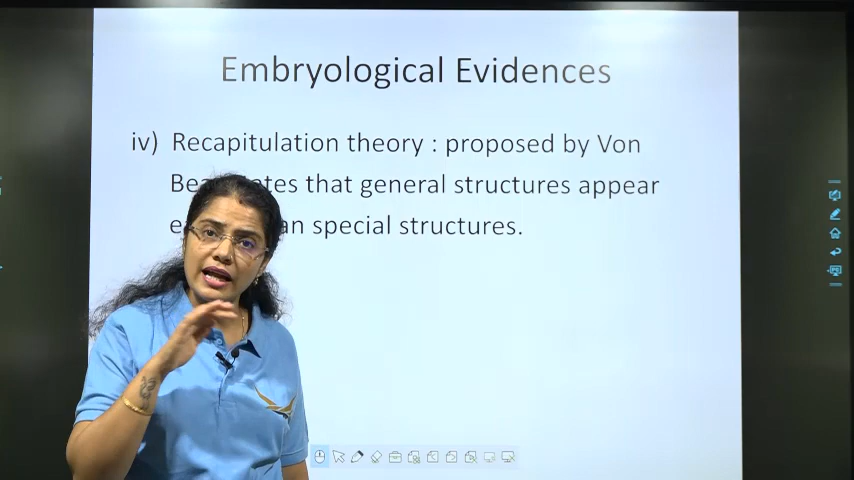 Embryological Evidences
iv) Recapitulation theory : proposed by Von
that general structures appear
special structures.